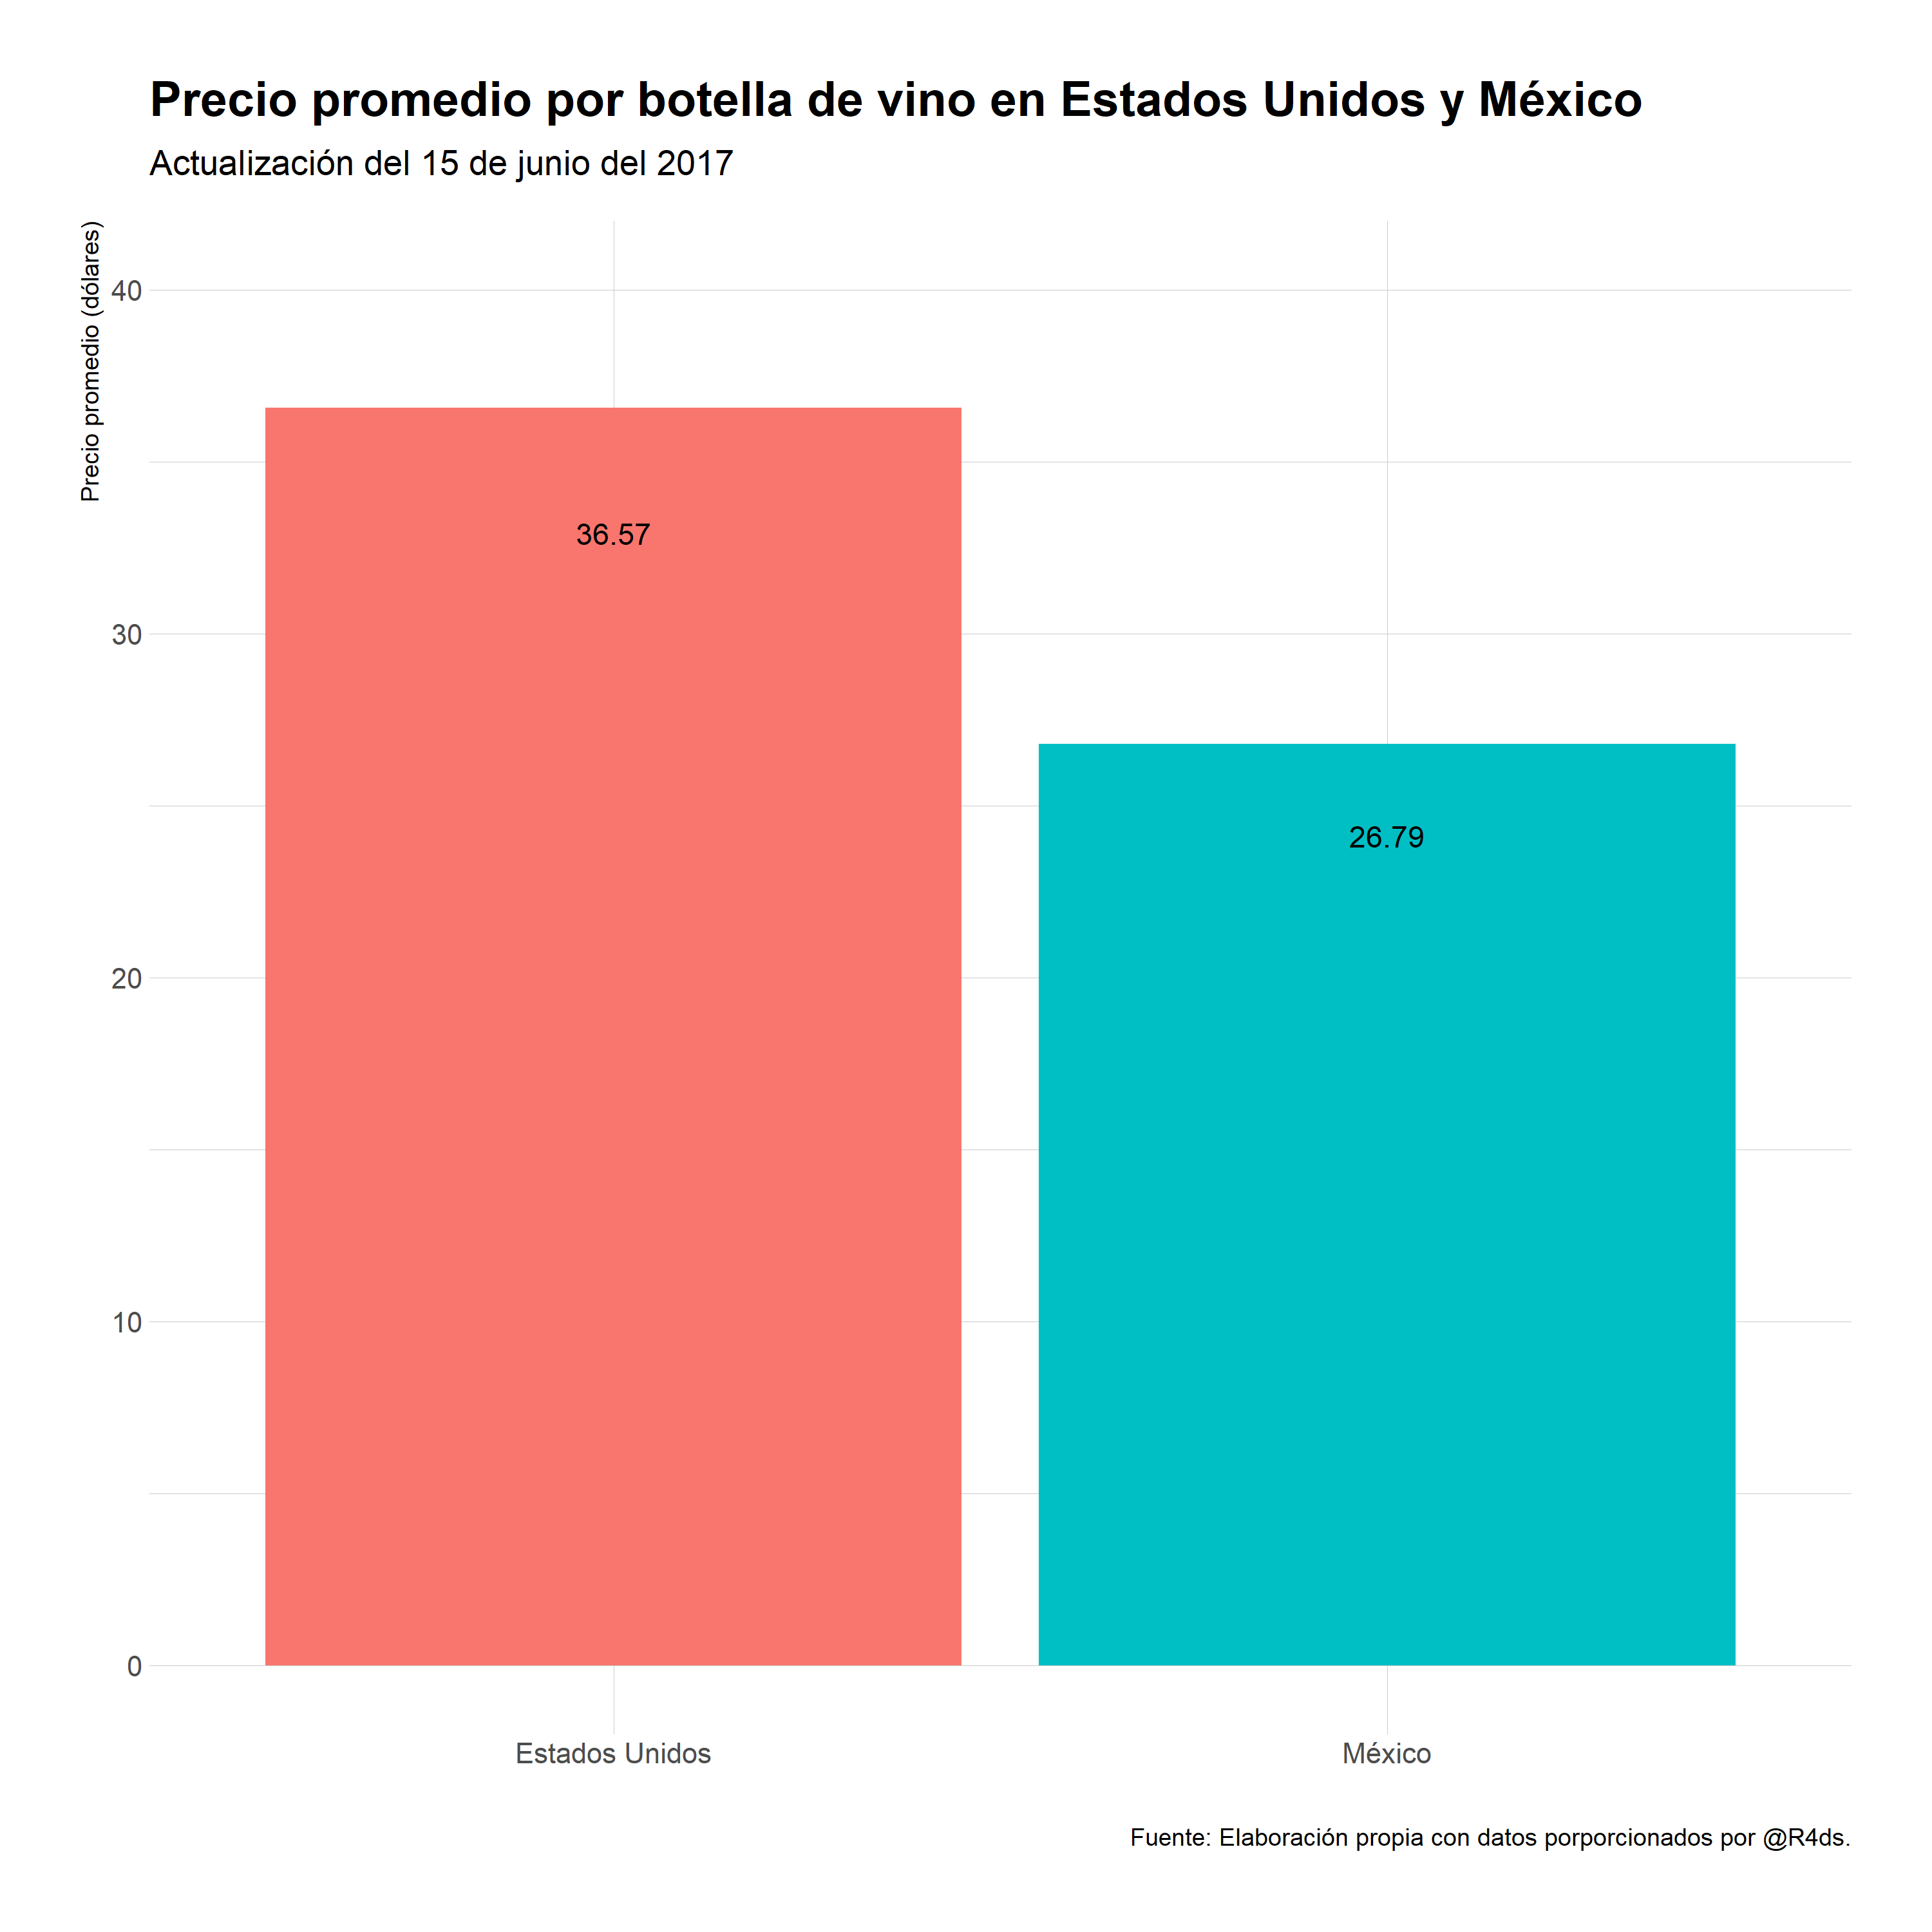 Precio promedio por botella de vino en Estados Unidos y México
Actualización del 15 de junio del 2017
Precio promedio (dólares)
40
30
20
10
0
36.57
26.79
Estados Unidos
México
Fuente: Elaboración propia con datos porporcionados por @R4ds.